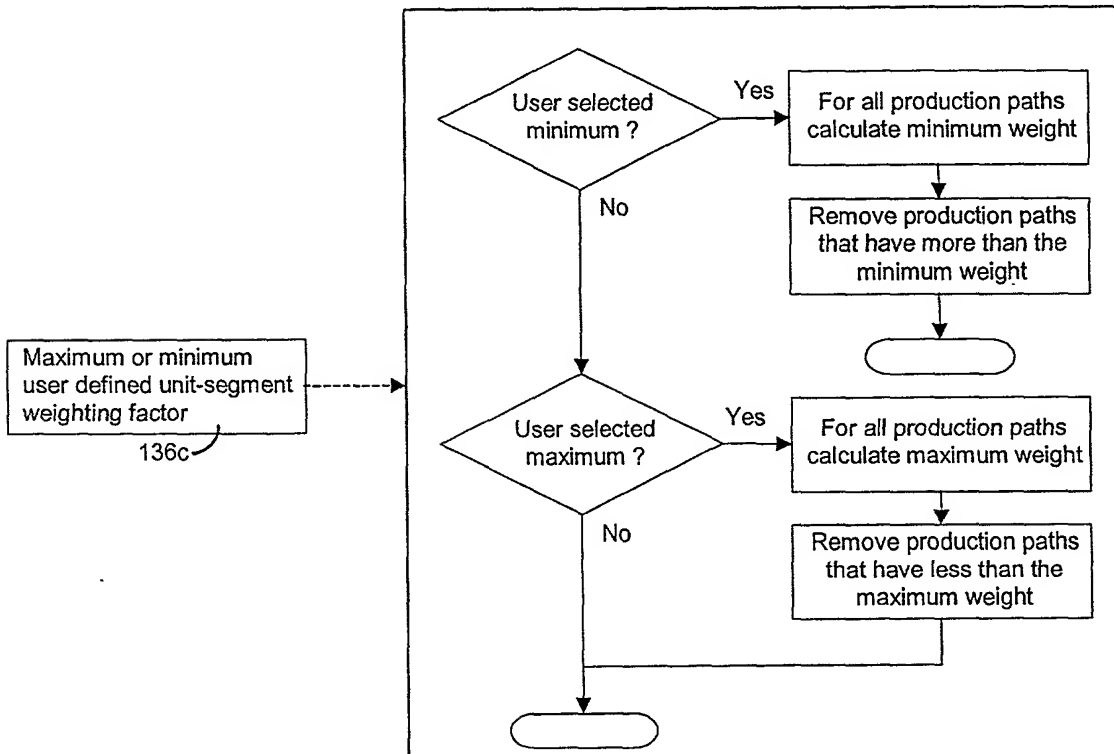 User selected
minimum ?
Yes
For all production paths
calculate minimum weight
No
Remove production paths
that have more than the
minimum weight
Maximum or minimum
user defined unit-segment
weighting factor
136c
User selected
maximum ?
Yes
For all production paths
calculate maximum weight
No
Remove production paths
that have less than the
maximum weight